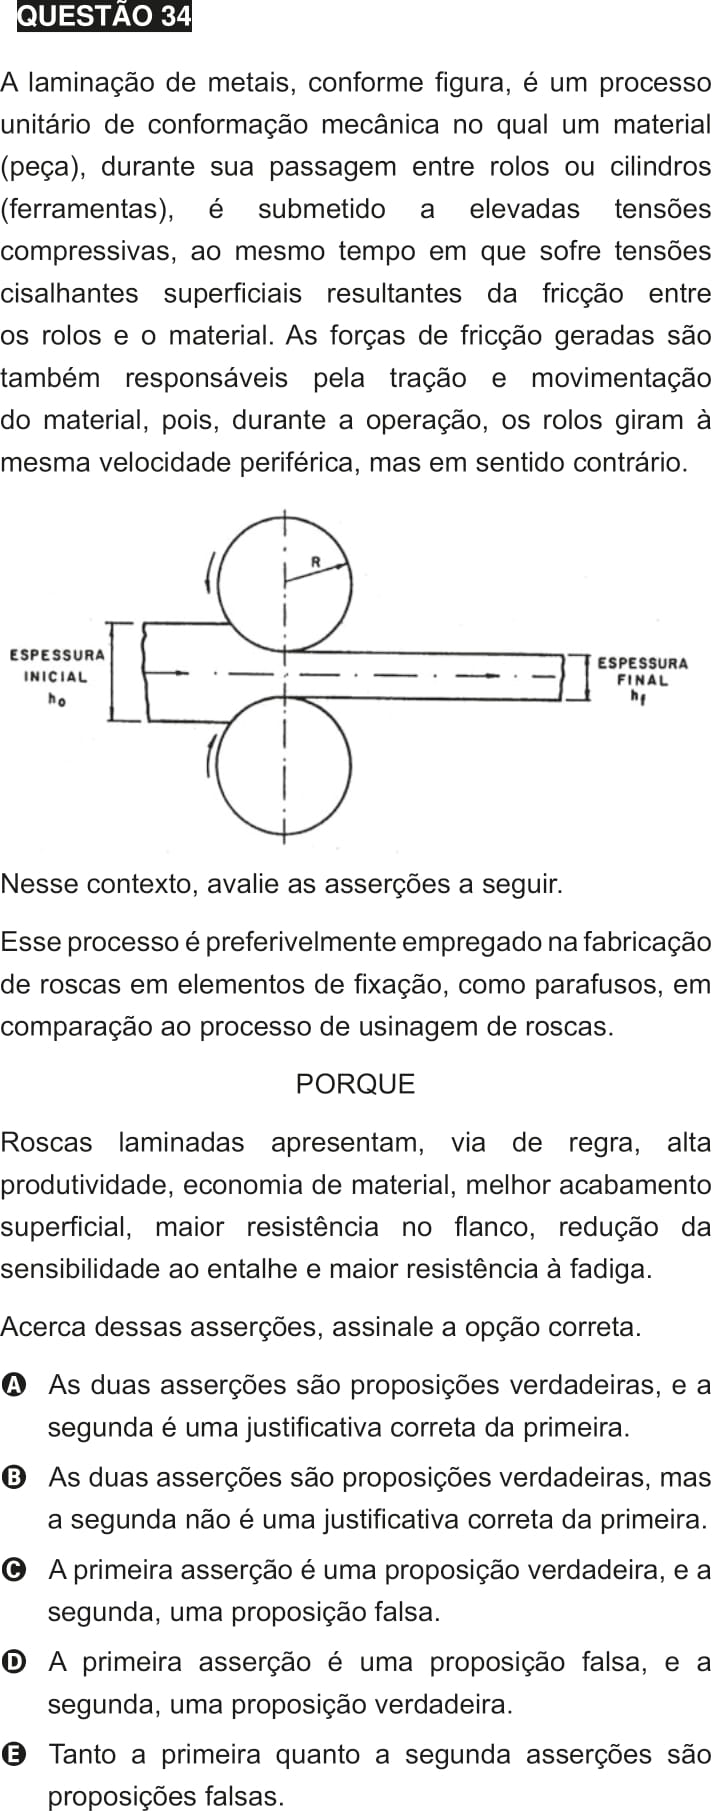 QUESTÃO 34
A laminação de metais, conforme figura, é um processo
unitário de conformação mecânica no qual um material
(peça), durante sua passagem entre rolos ou cilindros
(ferramentas), é submetido a elevadas tensões
compressivas, ao mesmo tempo em que sofre tensões
cisalhantes superficiais resultantes da fricção entre
os rolos e o material. As forças de fricção geradas são
também responsáveis pela tração e movimentação
do material, pois, durante a operação, os rolos giram à
mesma velocidade periférica, mas em sentido contrário.
R
ESPESSURA
INICIAL
h₀
ESPESSURA
FINAL
hf
Nesse contexto, avalie as asserções a seguir.
Esse processo é preferivelmente empregado na fabricação
de roscas em elementos de fixação, como parafusos, em
comparação ao processo de usinagem de roscas.
PORQUE
Roscas laminadas apresentam, via de regra, alta
produtividade, economia de material, melhor acabamento
superficial, maior resistência no flanco, redução da
sensibilidade ao entalhe e maior resistência à fadiga.
Acerca dessas asserções, assinale a opção correta.
A As duas asserções são proposições verdadeiras, e a
segunda é uma justificativa correta da primeira.
B As duas asserções são proposições verdadeiras, mas
a segunda não é uma justificativa correta da primeira.
C A primeira asserção é uma proposição verdadeira, e a
segunda, uma proposição falsa.
D A primeira asserção é uma proposição falsa, e a
segunda, uma proposição verdadeira.
E Tanto a primeira quanto a segunda asserções são
proposições falsas.